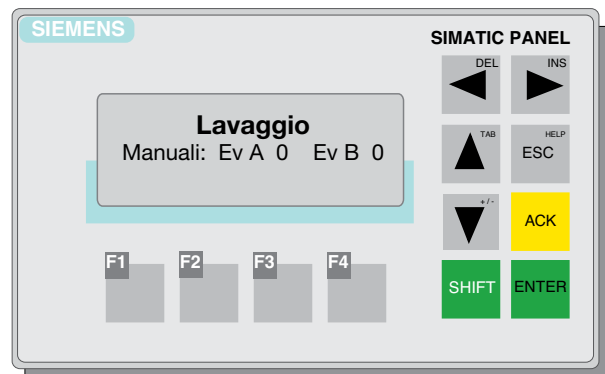 SIEMENS
SIMATIC PANEL
DEL
INS
Lavaggio
Manuali: Ev A 0 Ev B 0
TAB
HELP
ESC
+/-
ACK
F1 F2 F3 F4
SHIFT ENTER